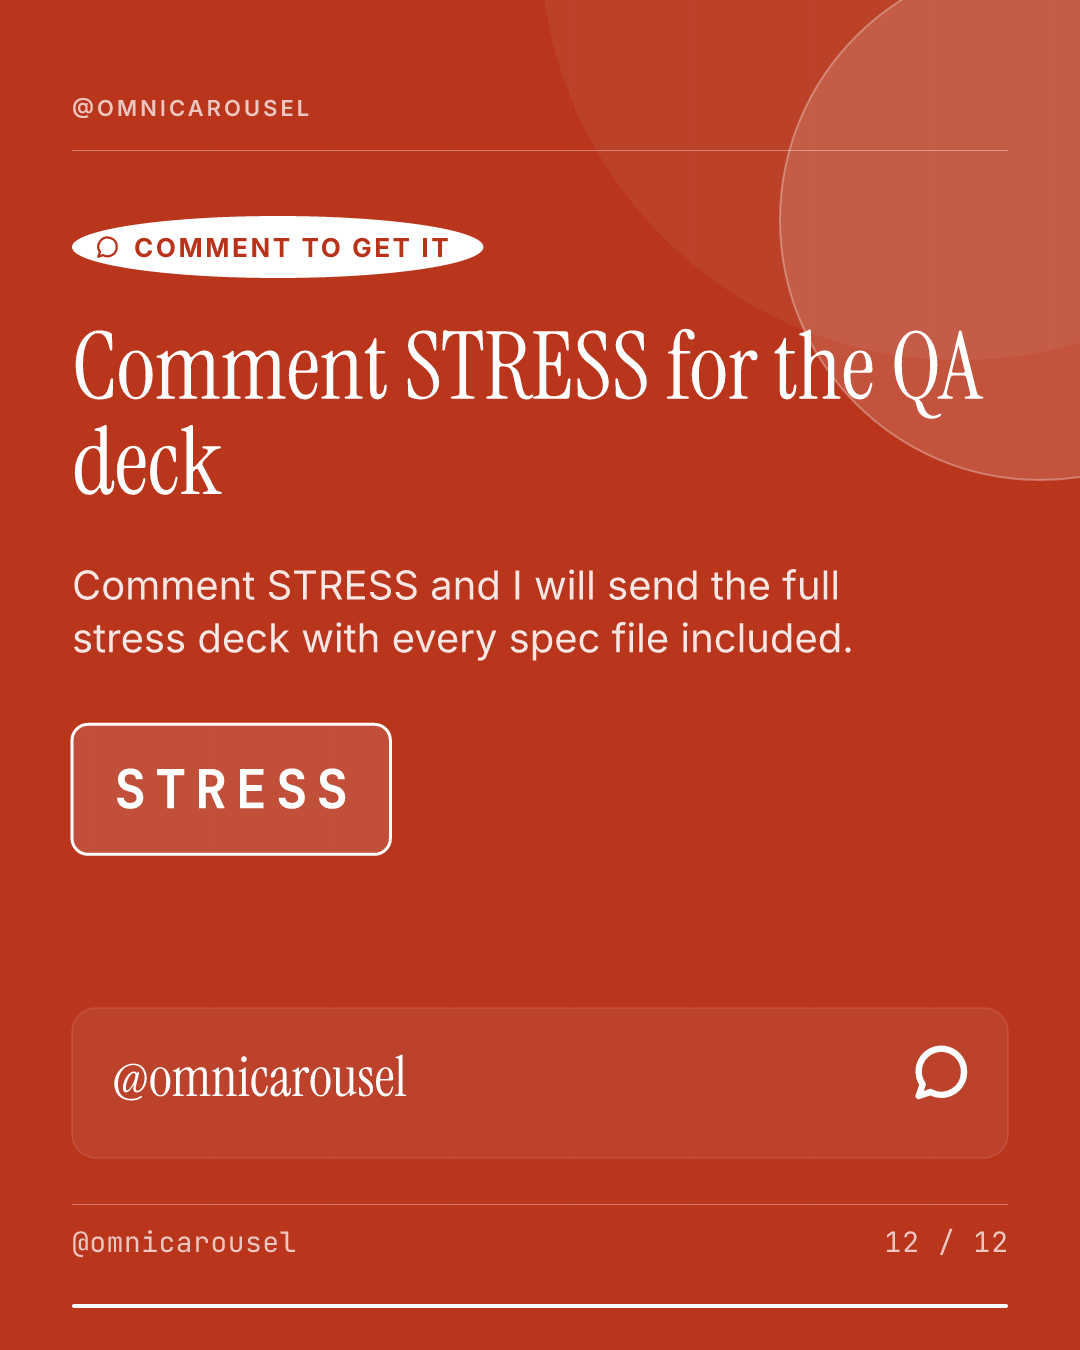 @OMNICAROUSEL
COMMENT TO GET IT
Comment STRESS for the QA
deck
Comment STRESS and I will send the full
stress deck with every spec file included.
STRESS
@omnicarousel
@omnicarousel
12 / 12